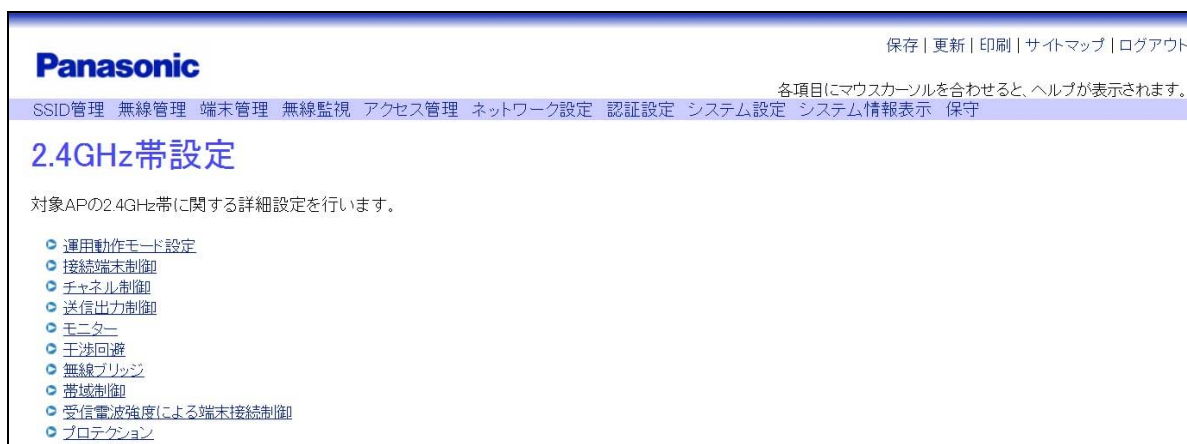 保存 | 更新 | 印刷 | サイトマップ | ログアウト
Panasonic
各項目にマウスカーソルを合わせると、ヘルプが表示されます。
SSID管理 無線管理 端末管理 無線監視 アクセス管理 ネットワーク設定 認証設定 システム設定 システム情報表示 保守
2.4GHz帯設定
対象APの2.4GHz帯に関する詳細設定を行います。
運用動作モード設定
接続端末制御
チャネル制御
送信出力制御
モニター
干渉回避
無線ブリッジ
帯域制御
受信電波強度による端末接続制御
プロテクション